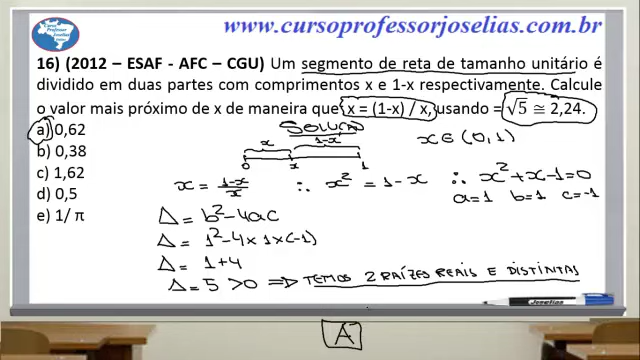 www.cursoprofessorjoselias.com.br
Curso
Professor
Joselias
16) (2012 – ESAF - AFC – CGU) Um segmento de reta de tamanho unitário é
dividido em duas partes com comprimentos x e 1-x respectivamente. Calcule
o valor mais próximo de x de maneira que x = (1-x) / x, usando = √5 ≅ 2,24.
a) 0,62
b) 0,38
c) 1,62
d) 0,5
e) 1/ π
SOLUÇÃO
x 1-x
0 x 1
x ∈ (0,1)
x = 1-x/x ∴ x² = 1-x ∴ x²+x-1=0
a=1 b=1 c=-1
Δ = b²-4ac
Δ = 1²-4×1×(-1)
Δ = 1+4
Δ = 5 >0 ⇒ TEMOS 2 RAÍZES REAIS E DISTINTAS
Joselias
A